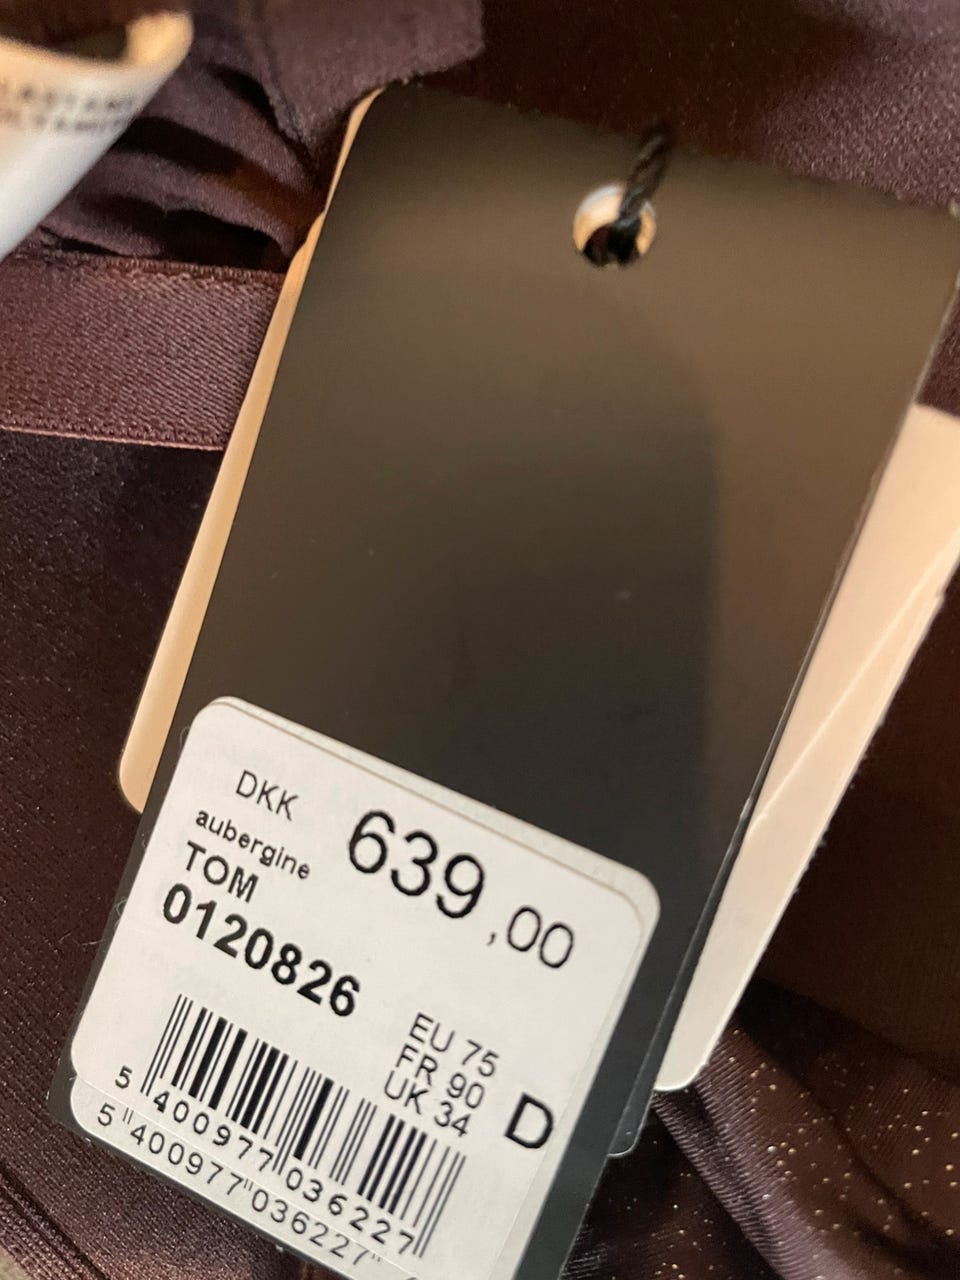 DKK
639,00
aubergine
TOM
0120826
EU 75
FR 90
UK 34
D
5 400977 036227
5"400977"036227"